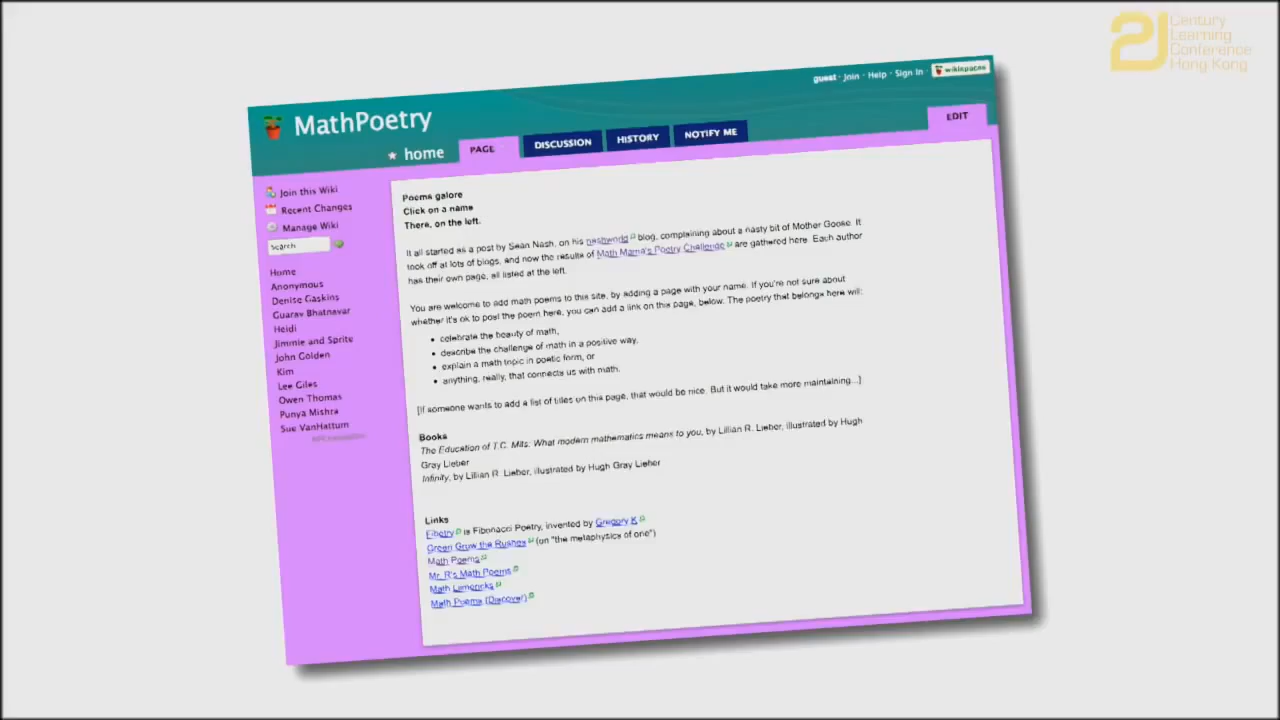 21
Century
Learning
Conference
Hong Kong
guest · Join · Help · Sign In · wikispaces
MathPoetry
home
PAGE
DISCUSSION
HISTORY
NOTIFY ME
EDIT
Join this Wiki
Recent Changes
Manage Wiki
Search
Home
Anonymous
Denise Gaskins
Guarav Bhatnavar
Heidi
Jimmie and Sprite
John Golden
Kim
Lee Giles
Owen Thomas
Punya Mishra
Sue VanHattum
Poems galore
Click on a name
There, on the left.
It all started as a post by Sean Nash, on his nashworld blog, complaining about a nasty bit of Mother Goose. It
took off at lots of blogs, and now the results of Math Mama's Poetry Challenge are gathered here. Each author
has their own page, all listed at the left.
You are welcome to add math poems to this site, by adding a page with your name. If you're not sure about
whether it's ok to post the poem here, you can add a link on this page, below. The poetry that belongs here will:
• celebrate the beauty of math,
• describe the challenge of math in a positive way,
• explain a math topic in poetic form, or
• anything, really, that connects us with math.
[If someone wants to add a list of titles on this page, that would be nice. But it would take more maintaining...]
Books
The Education of T.C. Mits: What modern mathematics means to you, by Lillian R. Lieber, illustrated by Hugh
Gray Lieber
Infinity, by Lillian R. Lieber, illustrated by Hugh Gray Lieber
Links
Fibetry is Fibonacci Poetry, invented by Gregory K
Green Grow the Rushes (on "the metaphysics of one")
Math Poems
Mr. R's Math Poems
Math Limericks
Math Poems (Discover)